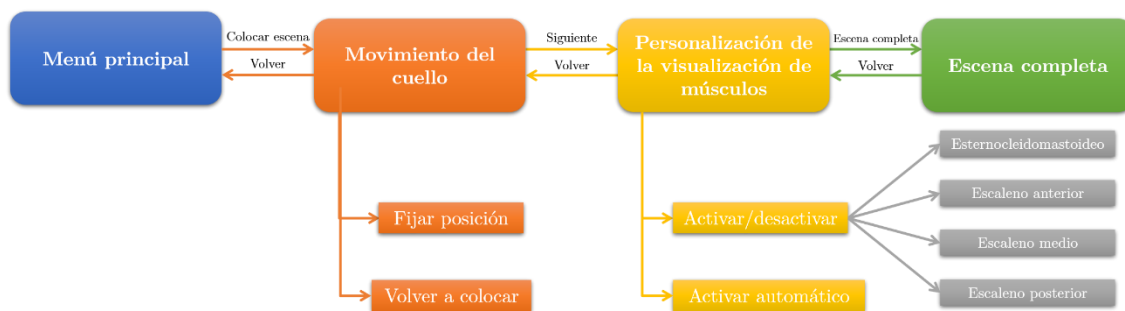 Menú principal
Colocar escena
Volver
Movimiento del
cuello
Siguiente
Volver
Personalización de
la visualización de
músculos
Escena completa
Volver
Escena completa
Fijar posición
Volver a colocar
Activar/desactivar
Activar automático
Esternocleidomastoideo
Escaleno anterior
Escaleno medio
Escaleno posterior